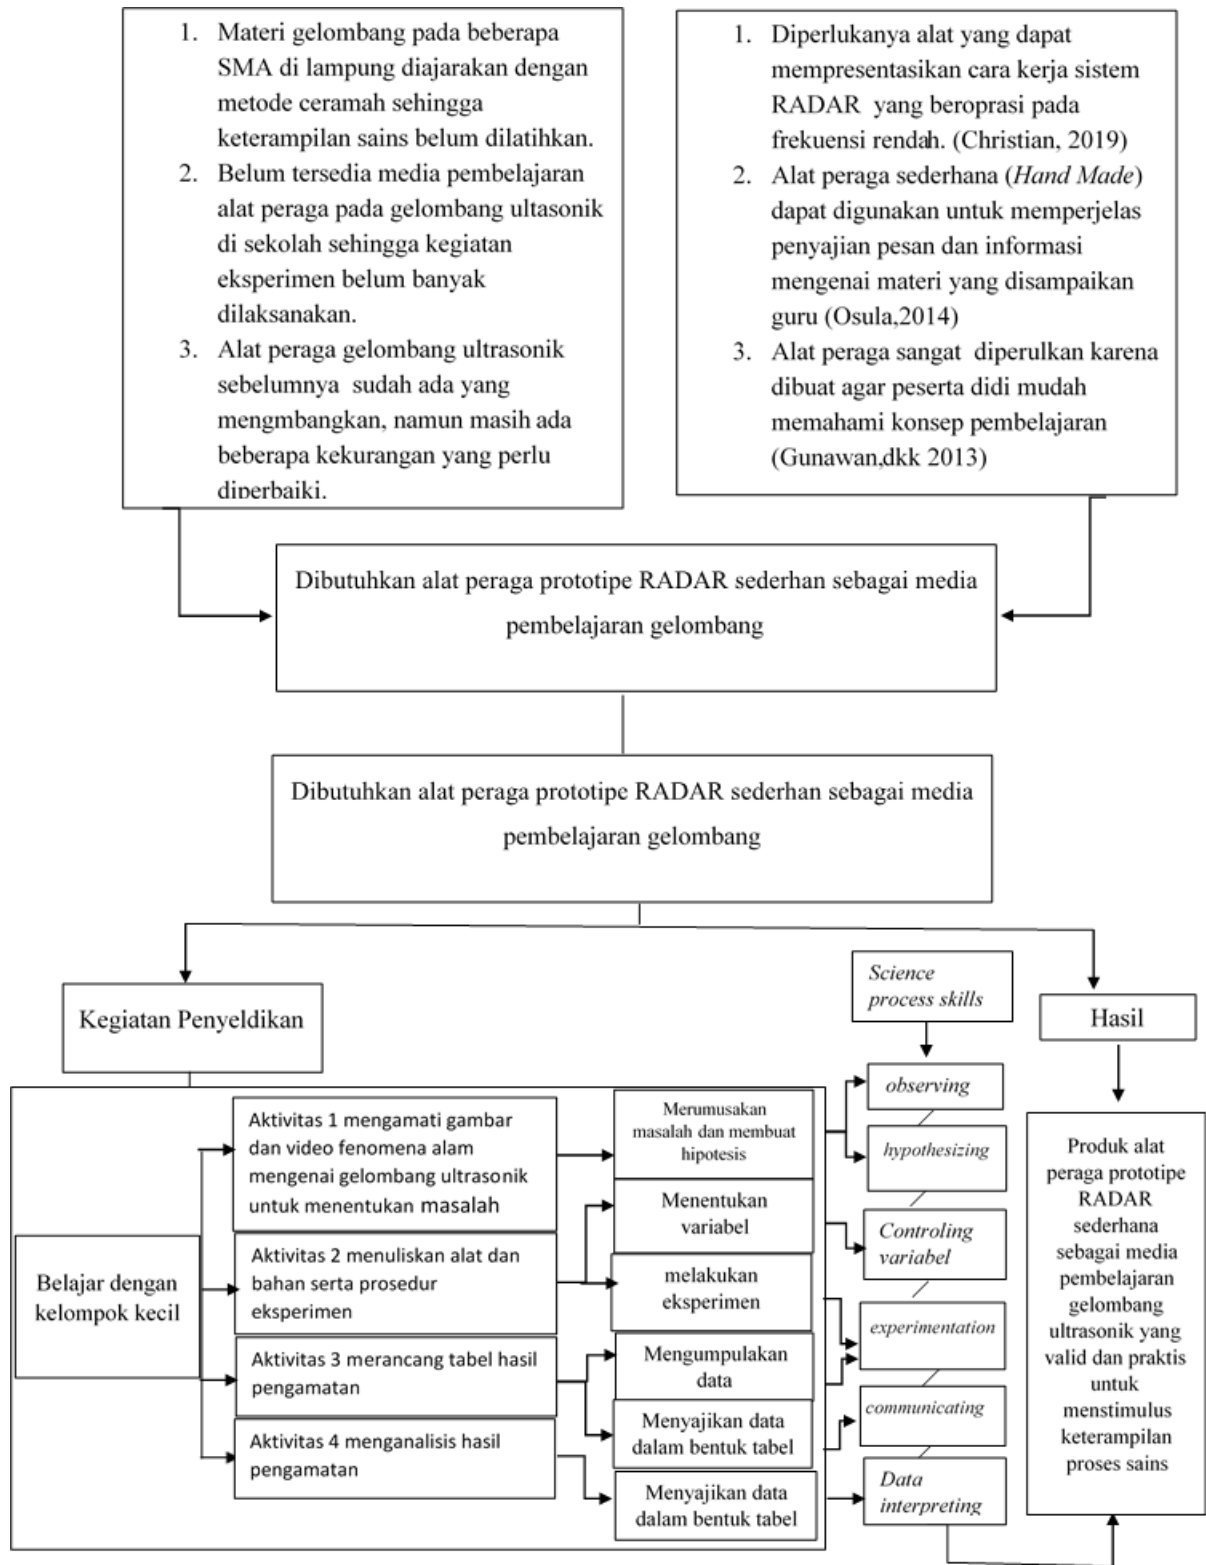 1. Materi gelombang pada beberapa
SMA di lampung diajarakan dengan
metode ceramah sehingga
keterampilan sains belum dilatihkan.
2. Belum tersedia media pembelajaran
alat peraga pada gelombang ultasonik
di sekolah sehingga kegiatan
eksperimen belum banyak
dilaksanakan.
3. Alat peraga gelombang ultrasonik
sebelumnya sudah ada yang
mengmbangkan, namun masih ada
beberapa kekurangan yang perlu
diperbaiki.
1. Diperlukanya alat yang dapat
mempresentasikan cara kerja sistem
RADAR yang beroprasi pada
frekuensi rendah. (Christian, 2019)
2. Alat peraga sederhana (Hand Made)
dapat digunakan untuk memperjelas
penyajian pesan dan informasi
mengenai materi yang disampaikan
guru (Osula,2014)
3. Alat peraga sangat diperulkan karena
dibuat agar peserta didi mudah
memahami konsep pembelajaran
(Gunawan,dkk 2013)
Dibutuhkan alat peraga prototipe RADAR sederhan sebagai media
pembelajaran gelombang
Dibutuhkan alat peraga prototipe RADAR sederhan sebagai media
pembelajaran gelombang
Kegiatan Penyeldikan
Science
process skills
Hasil
Belajar dengan
kelompok kecil
Aktivitas 1 mengamati gambar
dan video fenomena alam
mengenai gelombang ultrasonik
untuk menentukan masalah
Aktivitas 2 menuliskan alat dan
bahan serta prosedur
eksperimen
Aktivitas 3 merancang tabel hasil
pengamatan
Aktivitas 4 menganalisis hasil
pengamatan
Merumusakan
masalah dan membuat
hipotesis
Menentukan
variabel
melakukan
eksperimen
Mengumpulakan
data
Menyajikan data
dalam bentuk tabel
Menyajikan data
dalam bentuk tabel
observing
hypothesizing
Controling
variabel
experimentation
communicating
Data
interpreting
Produk alat
peraga prototipe
RADAR
sederhana
sebagai media
pembelajaran
gelombang
ultrasonik yang
valid dan praktis
untuk
menstimulus
keterampilan
proses sains